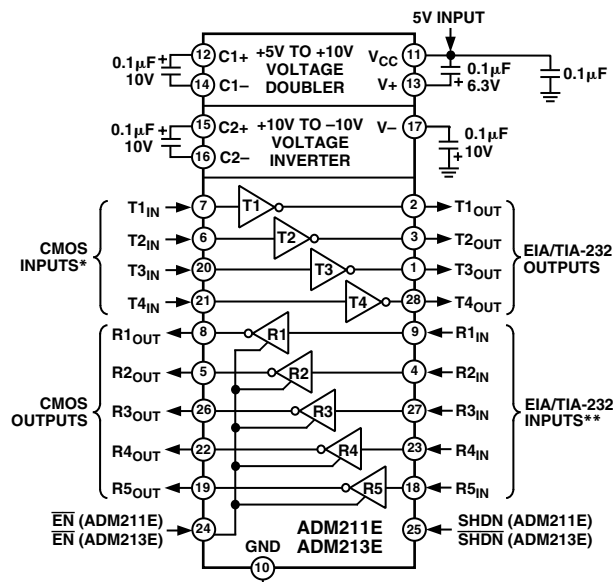 5V INPUT
0.1μF 10V
12 C1+ +5V TO +10V VCC 11
14 C1– VOLTAGE DOUBLER V+ 13
0.1μF 6.3V
0.1μF
0.1μF 10V
15 C2+ +10V TO –10V V– 17
16 C2– VOLTAGE INVERTER
0.1μF 10V
CMOS INPUTS*
T1IN 7 T1 2 T1OUT
T2IN 6 T2 3 T2OUT
T3IN 20 T3 1 T3OUT
T4IN 21 T4 28 T4OUT
EIA/TIA-232 OUTPUTS
CMOS OUTPUTS
R1OUT 8 R1 9 R1IN
R2OUT 5 R2 4 R2IN
R3OUT 26 R3 27 R3IN
R4OUT 22 R4 23 R4IN
R5OUT 19 R5 18 R5IN
EIA/TIA-232 INPUTS**
EN (ADM211E)
EN (ADM213E)
24
ADM211E
ADM213E
25
SHDN (ADM211E)
SHDN (ADM213E)
GND
10